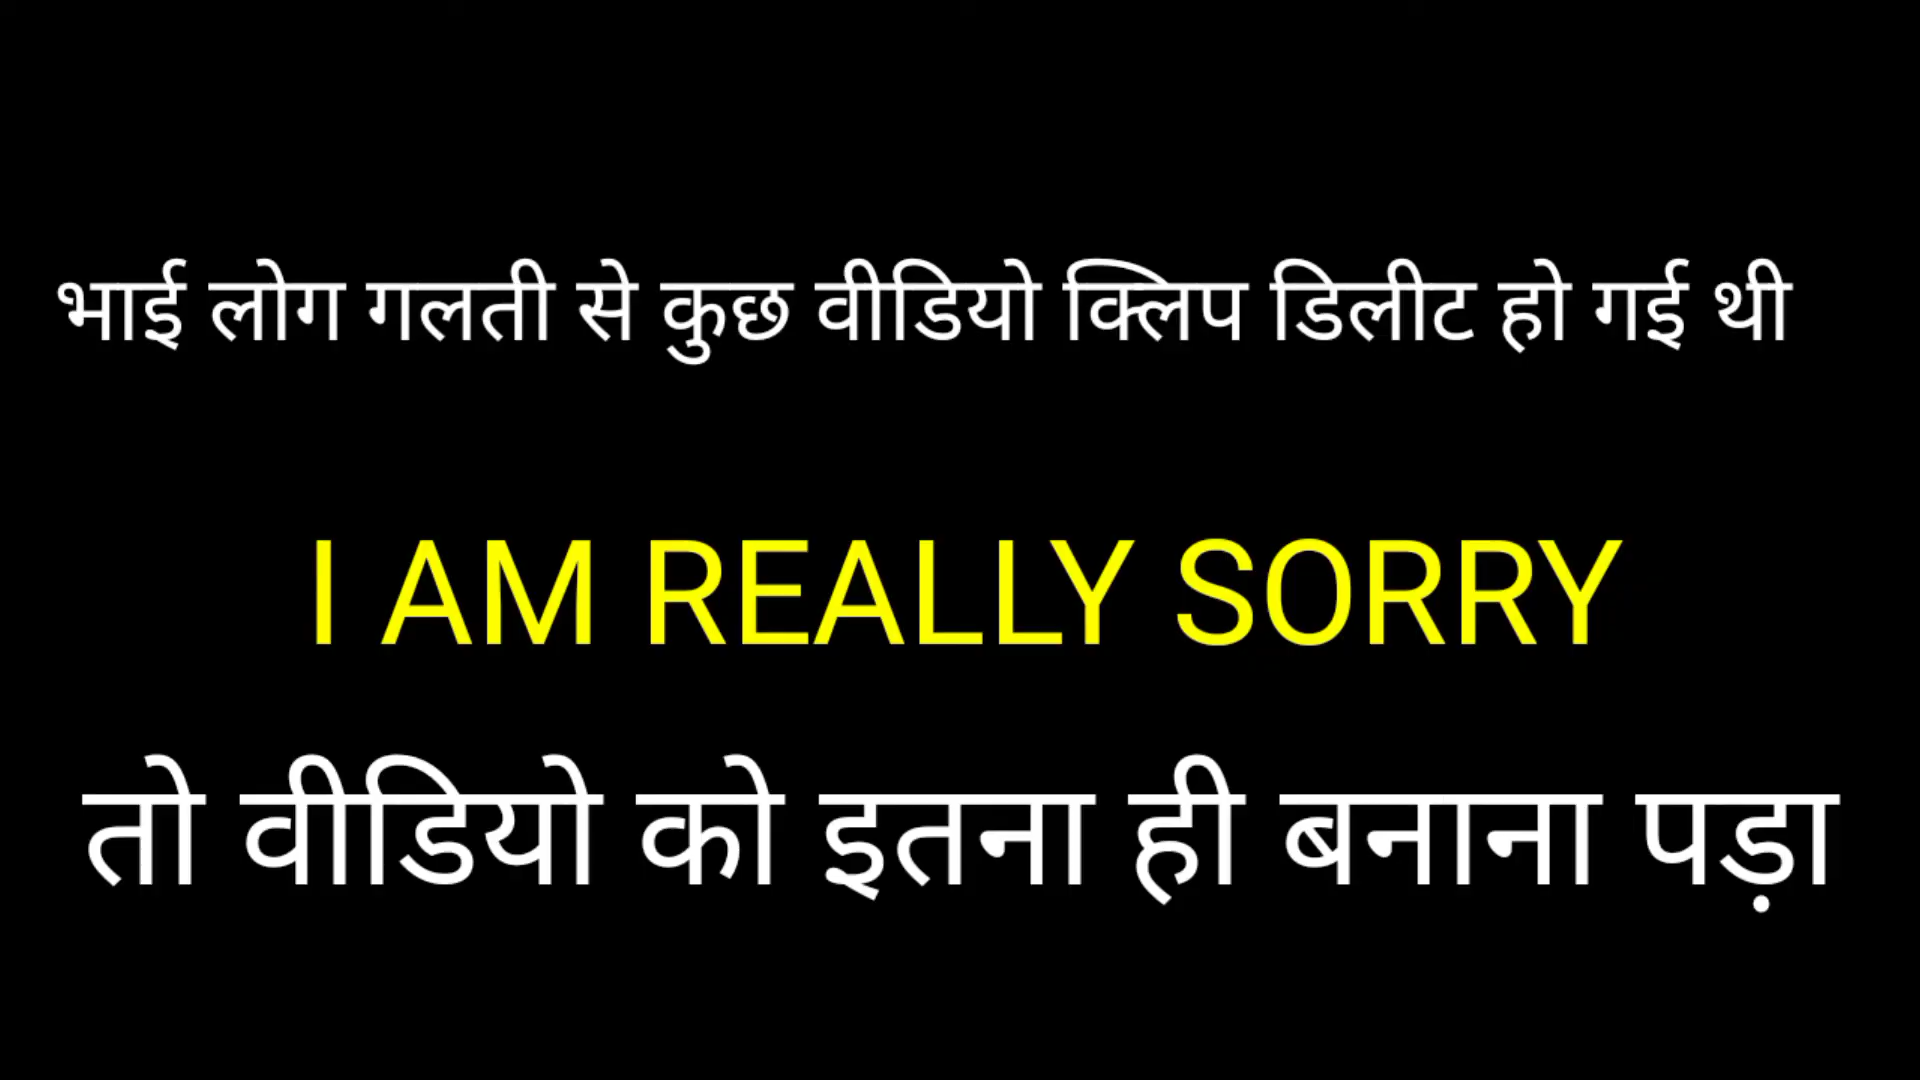 भाई लोग गलती से कुछ वीडियो क्लिप डिलीट हो गई थी
I AM REALLY SORRY
तो वीडियो को इतना ही बनाना पड़ा